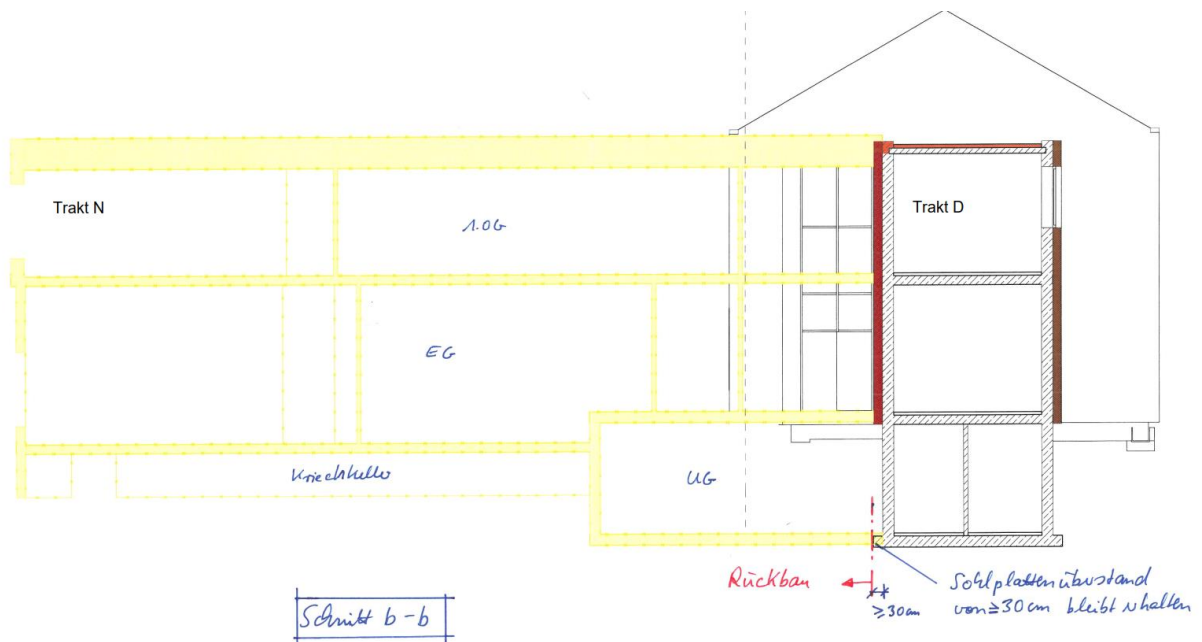 Trakt N
1.OG
Trakt D
EG
Kriechkeller
UG
Rückbau
≥30cm
Sohlplattenüberstand
von ≥30cm bleibt erhalten
Schnitt b-b